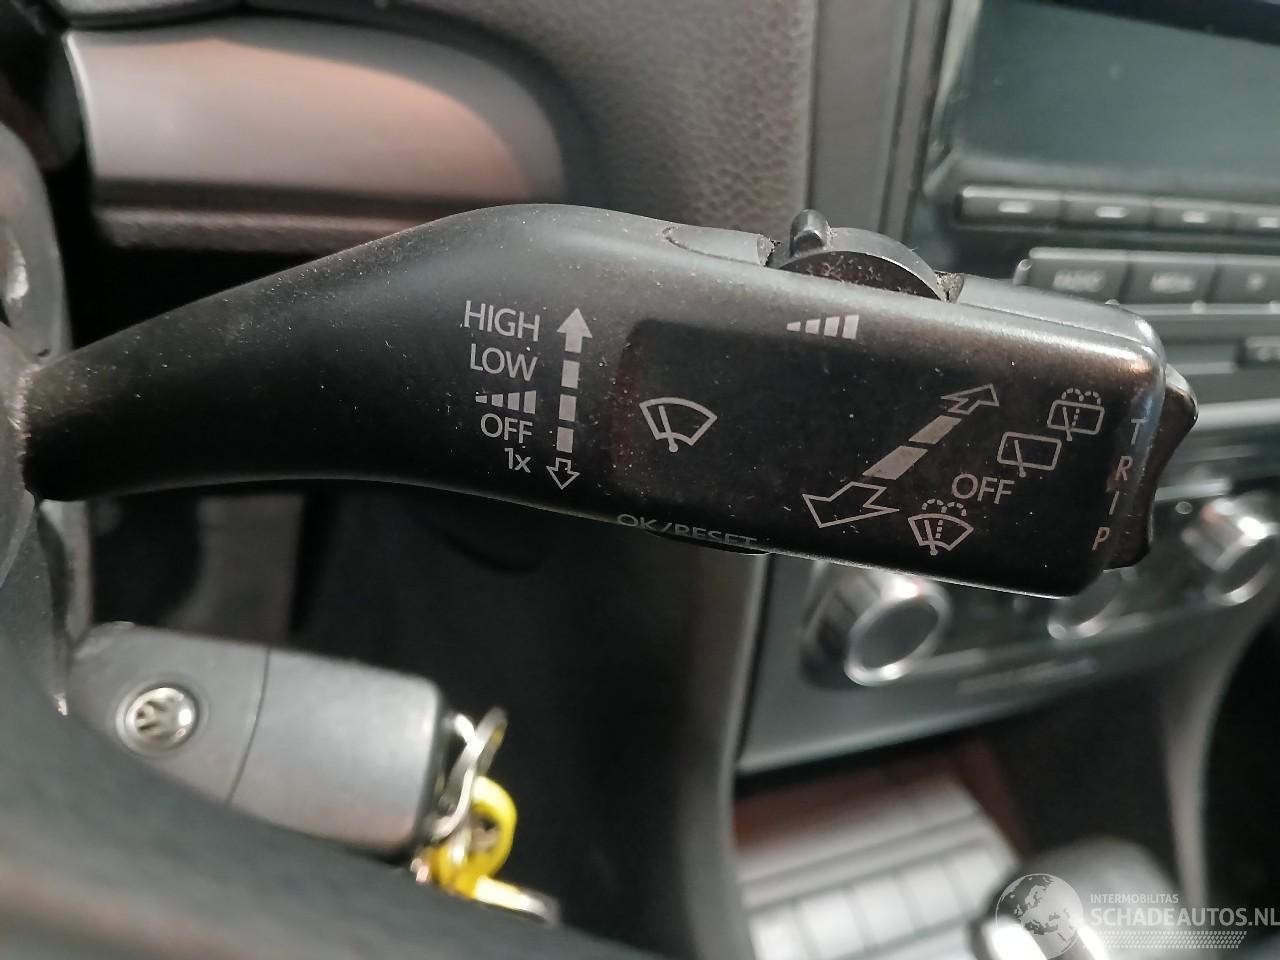 HIGH
LOW
OFF
1x
OFF
TRIP
OK/RESET
INTERMOBILITAS
SCHADEAUTOS.NL